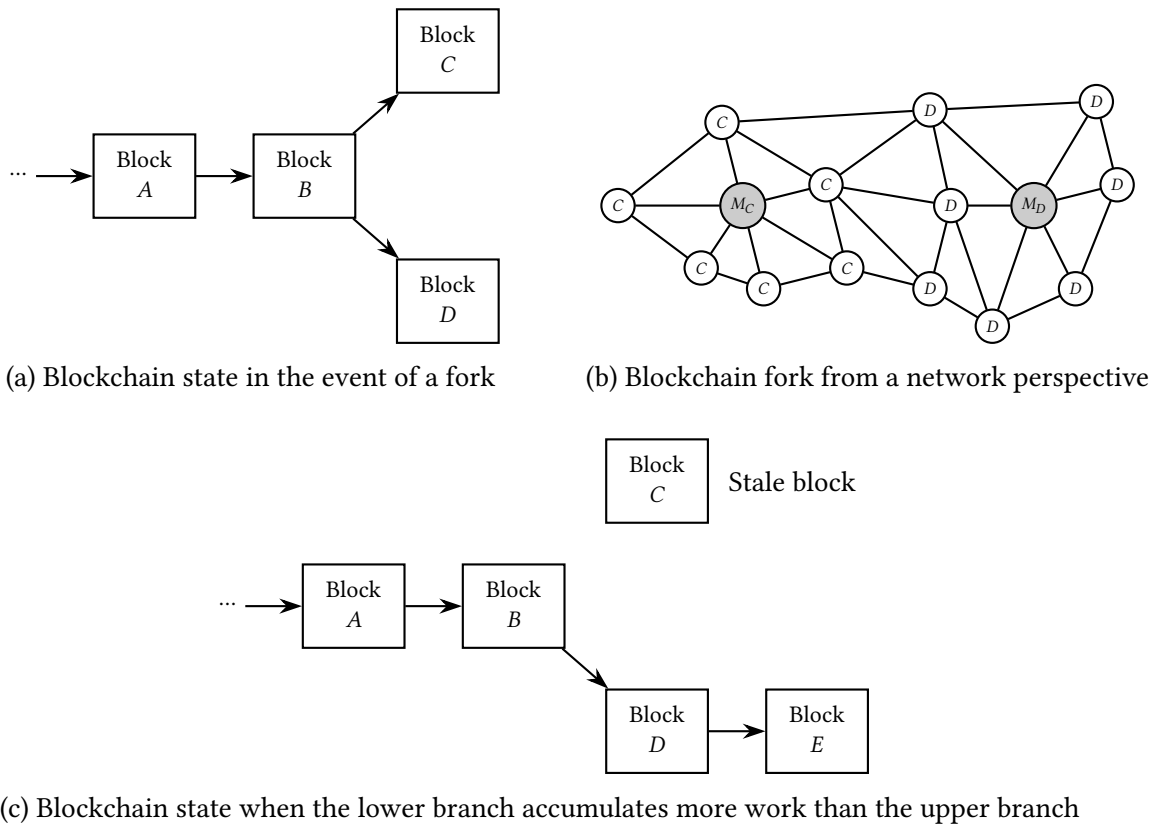 Block
C
...
Block
A
Block
B
Block
D
(a) Blockchain state in the event of a fork
C
D
D
C
M_C
C
D
M_D
D
C
C
C
D
D
D
(b) Blockchain fork from a network perspective
Block
C
Stale block
...
Block
A
Block
B
Block
D
Block
E
(c) Blockchain state when the lower branch accumulates more work than the upper branch